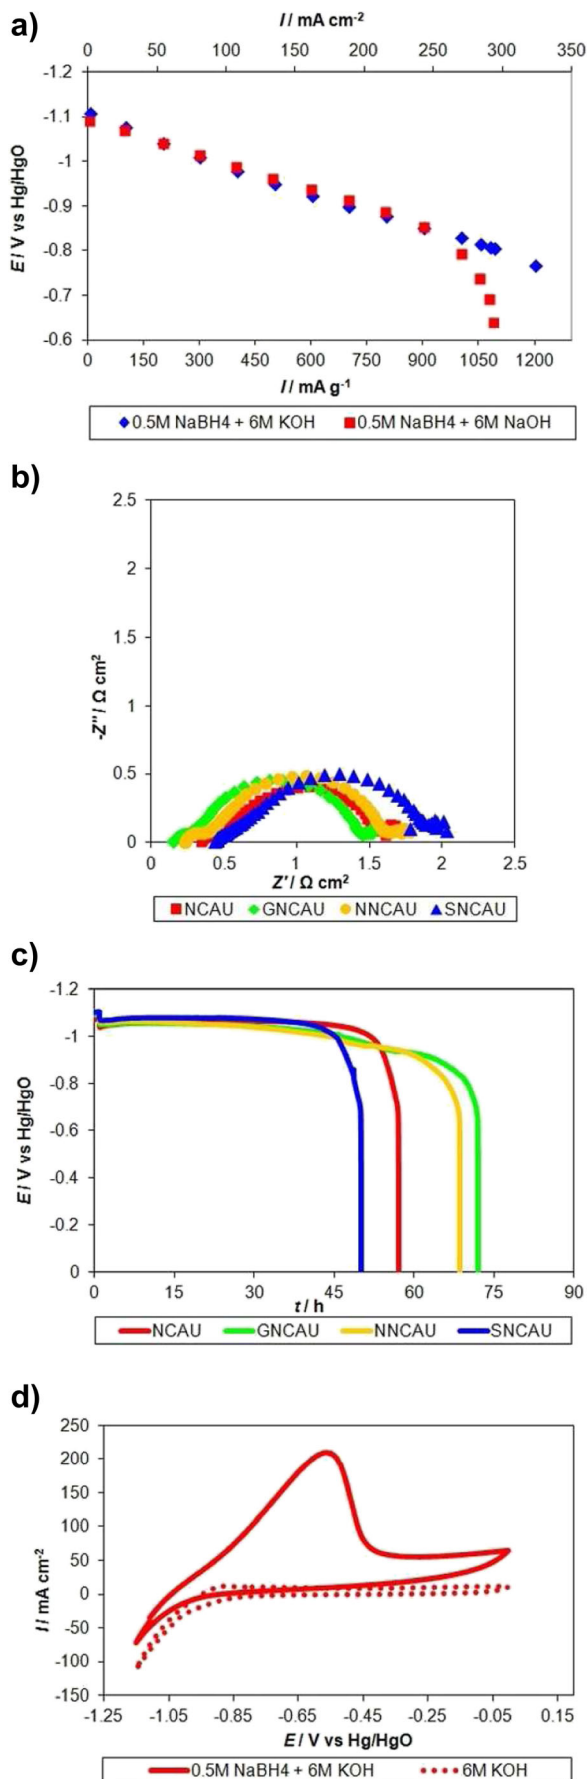 a)
I / mA cm-2
0 50 100 150 200 250 300 350
-1.2
-1.1
-1
-0.9
-0.8
-0.7
-0.6
E / V vs Hg/HgO
0 150 300 450 600 750 900 1050 1200
I / mA g-1
0.5M NaBH4 + 6M KOH 0.5M NaBH4 + 6M NaOH
b)
2.5
2
1.5
1
0.5
0
-Z'' / Ω cm2
0 0.5 1 1.5 2 2.5
Z' / Ω cm2
NCAU GNCAU NNCAU SNCAU
c)
-1.2
-1
-0.8
-0.6
-0.4
-0.2
0
E / V vs Hg/HgO
0 15 30 45 60 75 90
t / h
NCAU GNCAU NNCAU SNCAU
d)
250
200
150
100
50
0
-50
-100
-150
I / mA cm-2
-1.25 -1.05 -0.85 -0.65 -0.45 -0.25 -0.05 0.15
E / V vs Hg/HgO
0.5M NaBH4 + 6M KOH 6M KOH